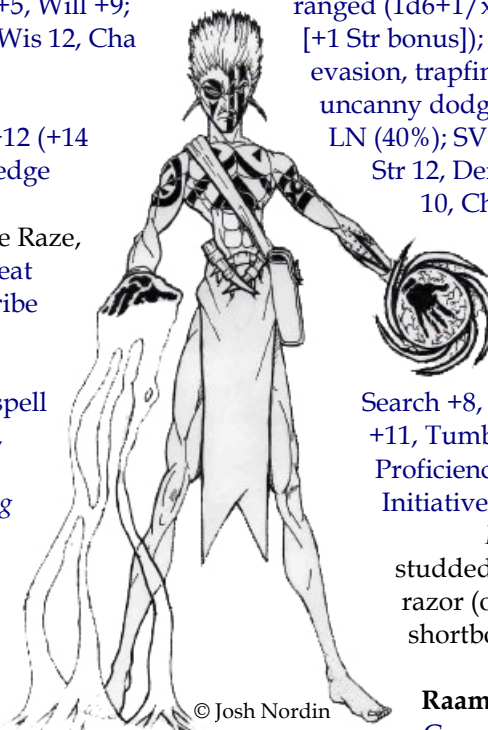 +5, Will +9;
Wis 12, Cha
+12 (+14
edge
e Raze,
eat
ribe
spell
g
ranged (1d6+1/x
[+1 Str bonus]);
evasion, trapfin
uncanny dodg
LN (40%); SV
Str 12, De
10, Ch
Search +8,
+11, Tumb
Proficienc
Initiative
studded
razor (o
shortbo
© Josh Nordin
Raam